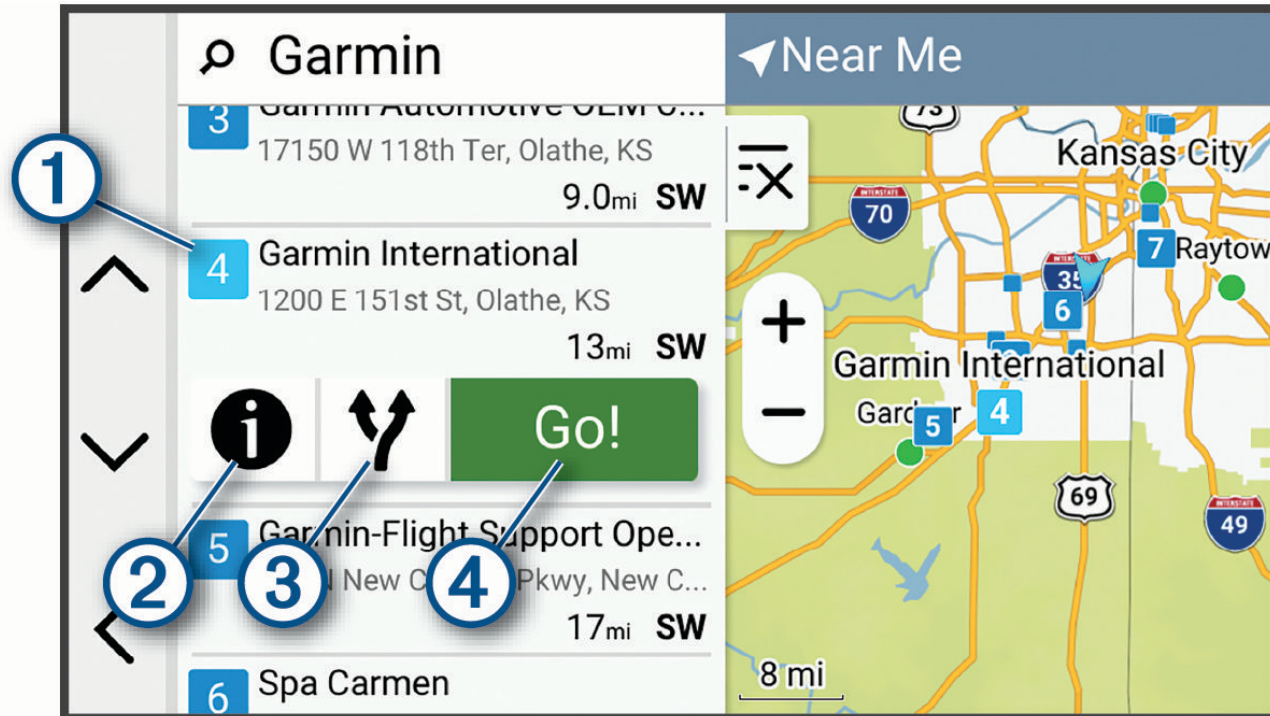 Garmin
Near Me
3
Garmin Automotive OEM C...
17150 W 118th Ter, Olathe, KS
9.0mi SW
1
4
Garmin International
1200 E 151st St, Olathe, KS
13mi SW
i
Go!
5
Garmin-Flight Support Ope...
N New Pkwy, New C...
17mi SW
2
3
4
6
Spa Carmen
73
Kansas City
INTERSTATE
70
7
Raytow
INTERSTATE
35
6
+
−
Garmin International
Gardner
5
4
69
INTERSTATE
49
8 mi